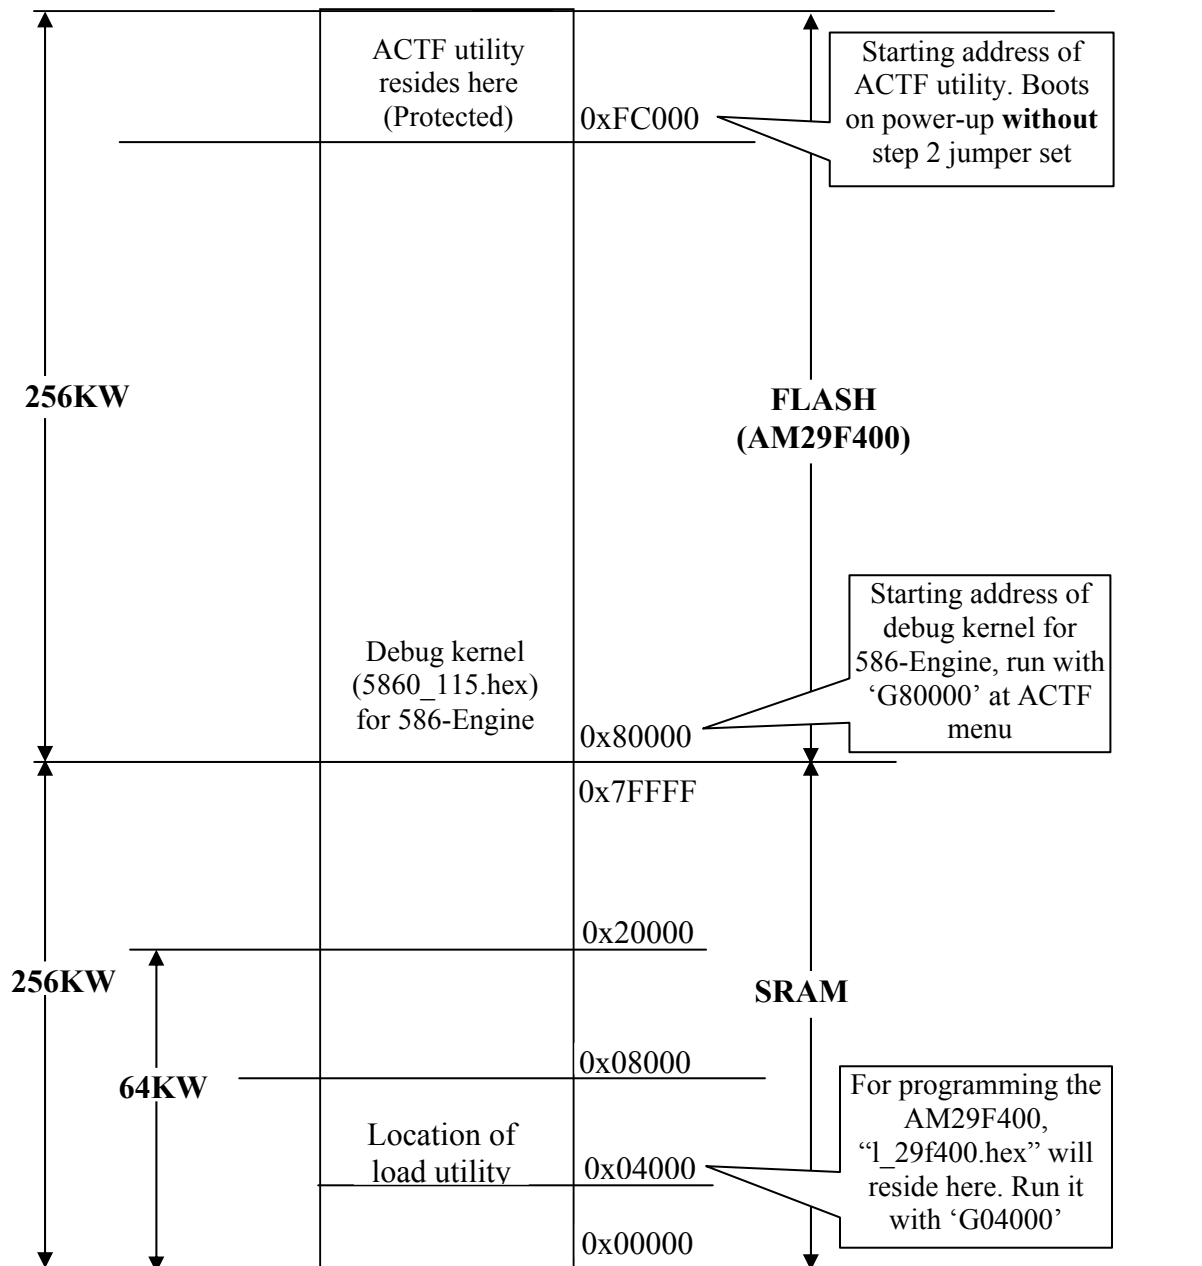 ACTF utility
resides here
(Protected)
0xFC000
Starting address of
ACTF utility. Boots
on power-up without
step 2 jumper set
256KW
FLASH
(AM29F400)
Debug kernel
(5860_115.hex)
for 586-Engine
0x80000
Starting address of
debug kernel for
586-Engine, run with
‘G80000’ at ACTF
menu
0x7FFFF
0x20000
256KW
SRAM
0x08000
64KW
Location of
load utility
0x04000
For programming the
AM29F400,
“l_29f400.hex” will
reside here. Run it
with ‘G04000’
0x00000